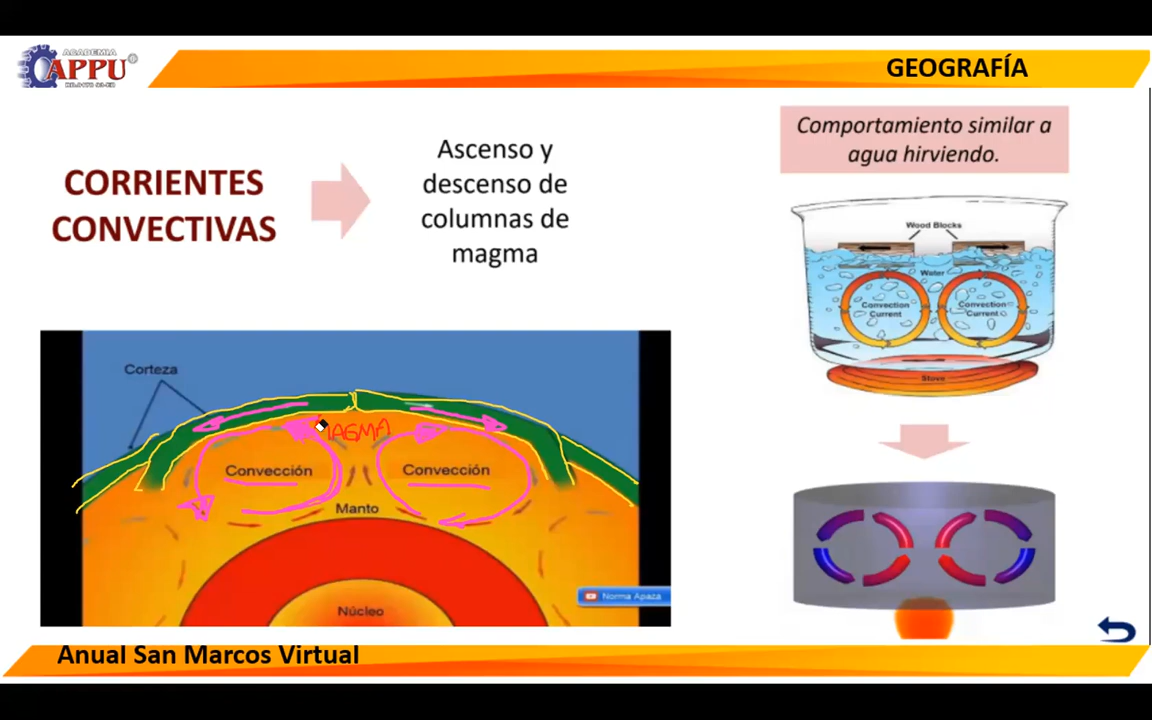 ACADEMIA
APPU
GEOGRAFÍA
CORRIENTES
CONVECTIVAS
Ascenso y
descenso de
columnas de
magma
Comportamiento similar a
agua hirviendo.
Wood Blocks
Water
Convection
Current
Convection
Current
Stove
Corteza
MAGMA
Convección
Convección
Manto
Núcleo
Norma Apaza
Anual San Marcos Virtual